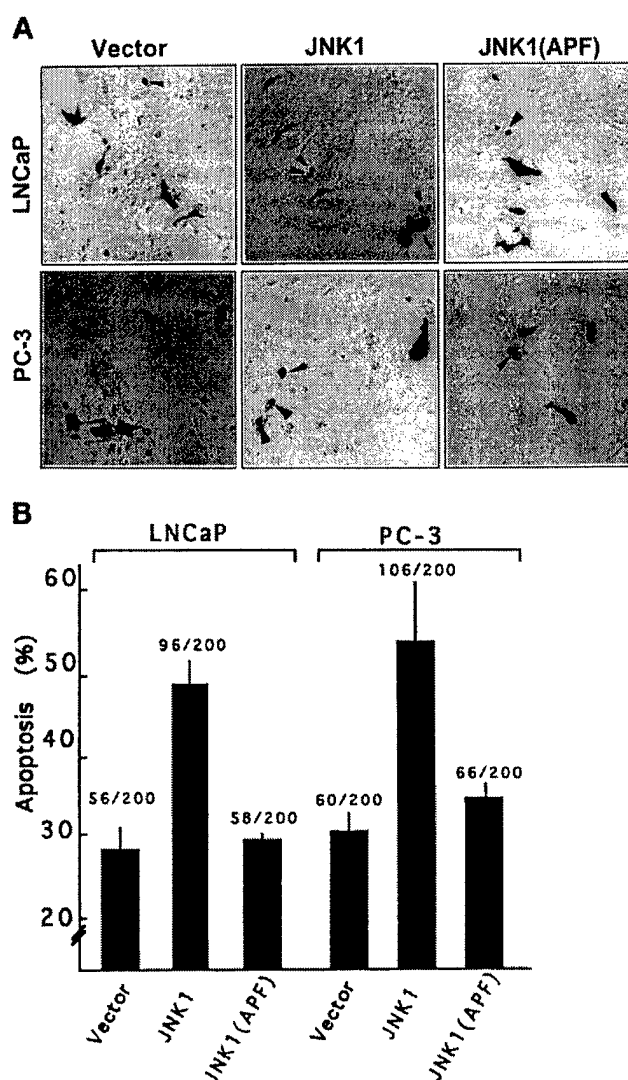 A
Vector JNK1 JNK1(APF)
LNCaP
PC-3
B
LNCaP PC-3
Apoptosis (%)
60
50
40
30
20
56/200
96/200
58/200
60/200
106/200
66/200
Vector
JNK1
JNK1(APF)
Vector
JNK1
JNK1(APF)